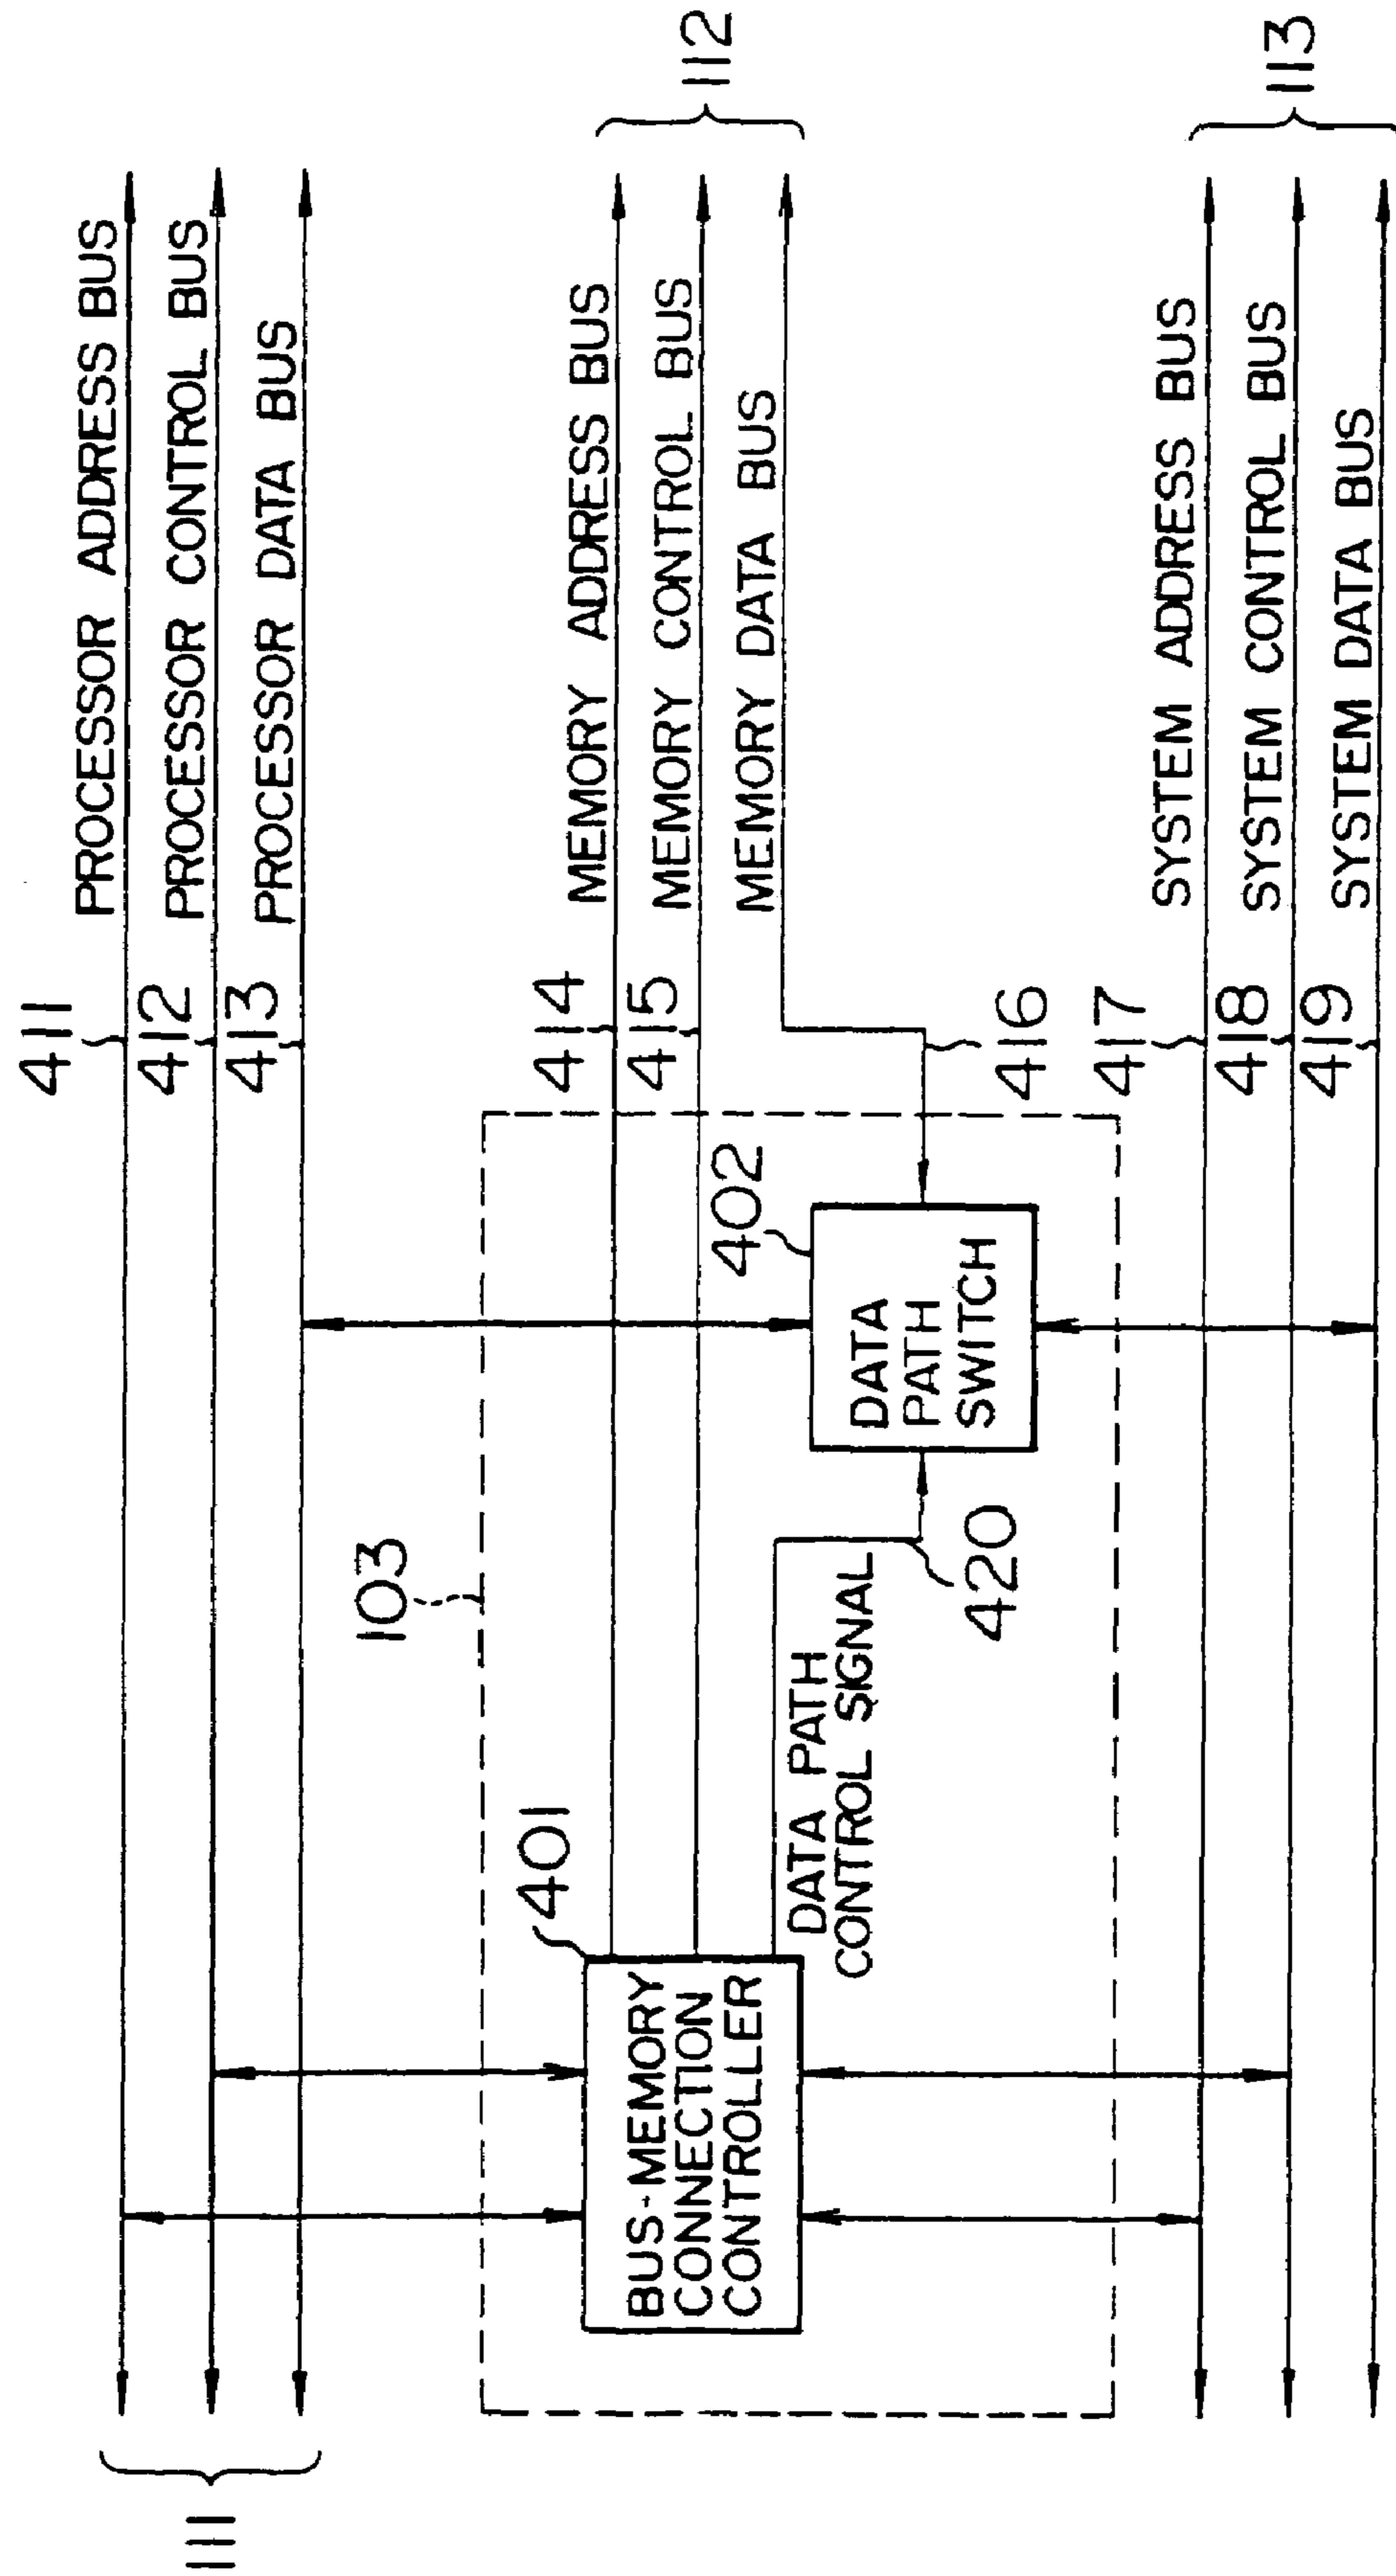 111
411
PROCESSOR ADDRESS BUS
412
PROCESSOR CONTROL BUS
413
PROCESSOR DATA BUS
103
401
BUS-MEMORY
CONNECTION
CONTROLLER
414
MEMORY ADDRESS BUS
415
MEMORY CONTROL BUS
MEMORY DATA BUS
112
DATA PATH
CONTROL SIGNAL
420
402
DATA
PATH
SWITCH
416
417
SYSTEM ADDRESS BUS
418
SYSTEM CONTROL BUS
419
SYSTEM DATA BUS
113